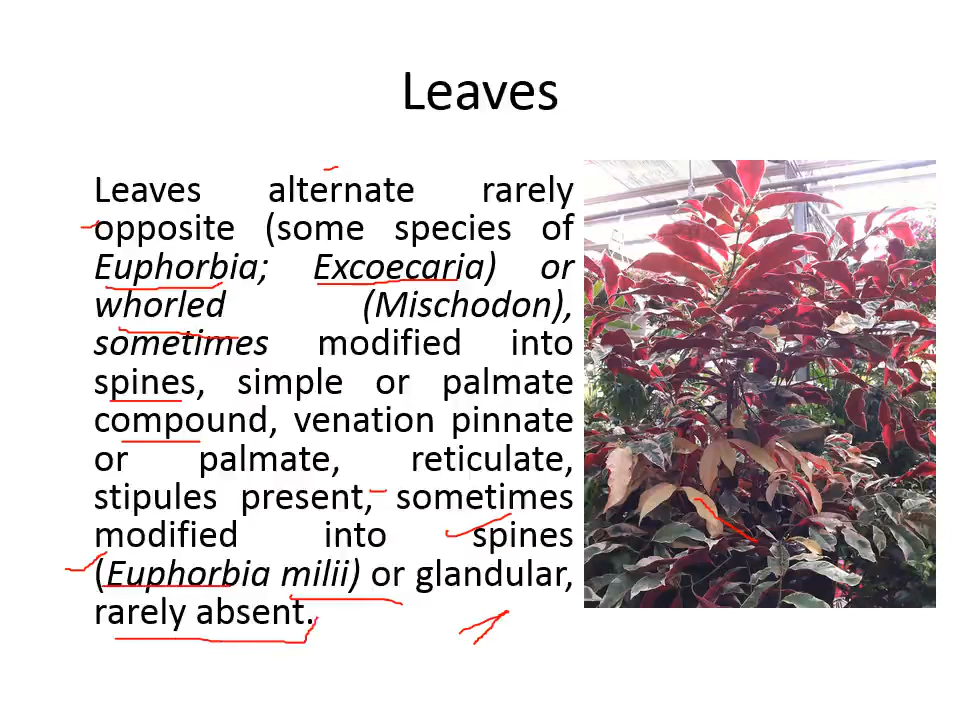 Leaves
Leaves alternate rarely
opposite (some species of
Euphorbia; Excoecaria) or
whorled (Mischodon),
sometimes modified into
spines, simple or palmate
compound, venation pinnate
or palmate, reticulate,
stipules present, sometimes
modified into spines
(Euphorbia milii) or glandular,
rarely absent.